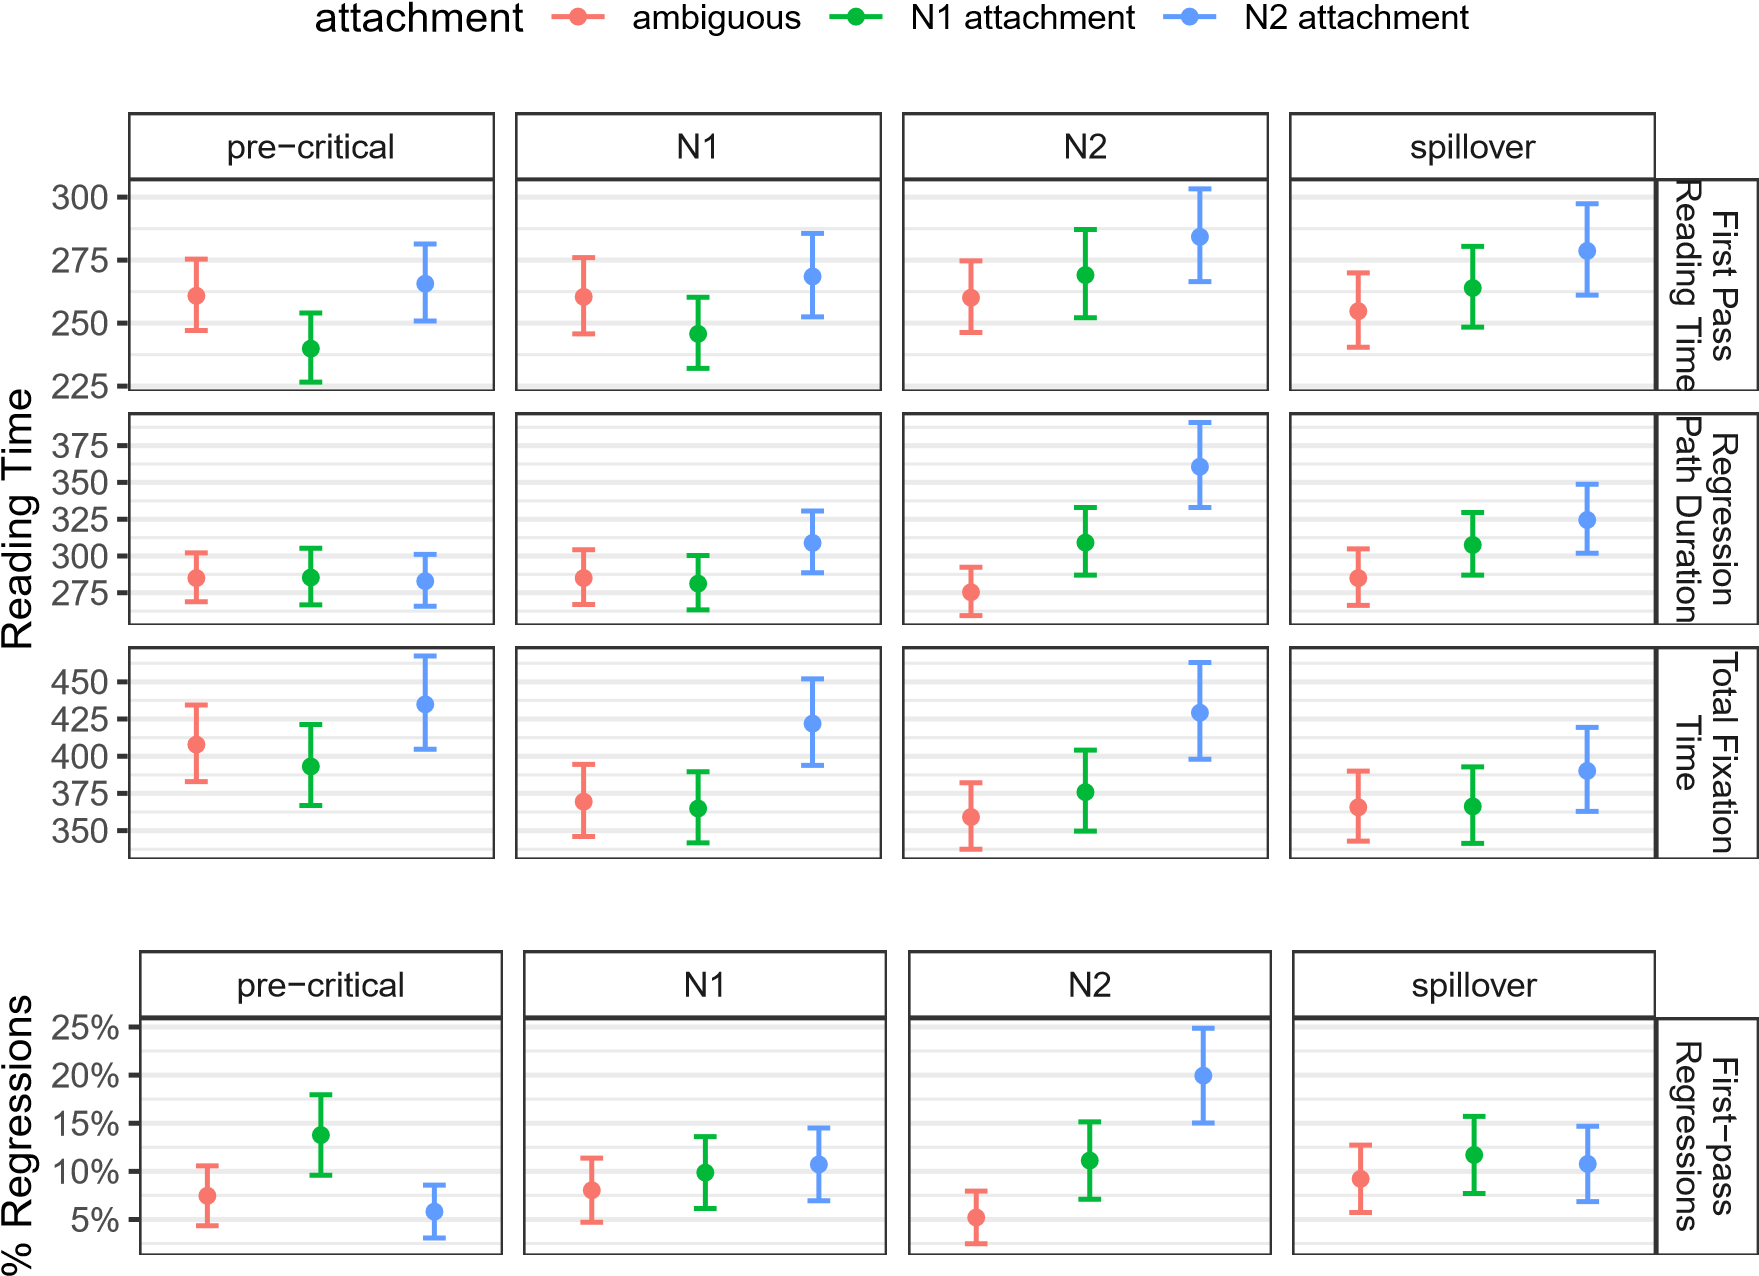 attachment ambiguous N1 attachment N2 attachment
pre−critical N1 N2 spillover
Reading Time
300
275
250
225
First Pass
Reading Time
375
350
325
300
275
Regression
Path Duration
450
425
400
375
350
Total Fixation
Time
pre−critical N1 N2 spillover
% Regressions
25%
20%
15%
10%
5%
First−pass
Regressions